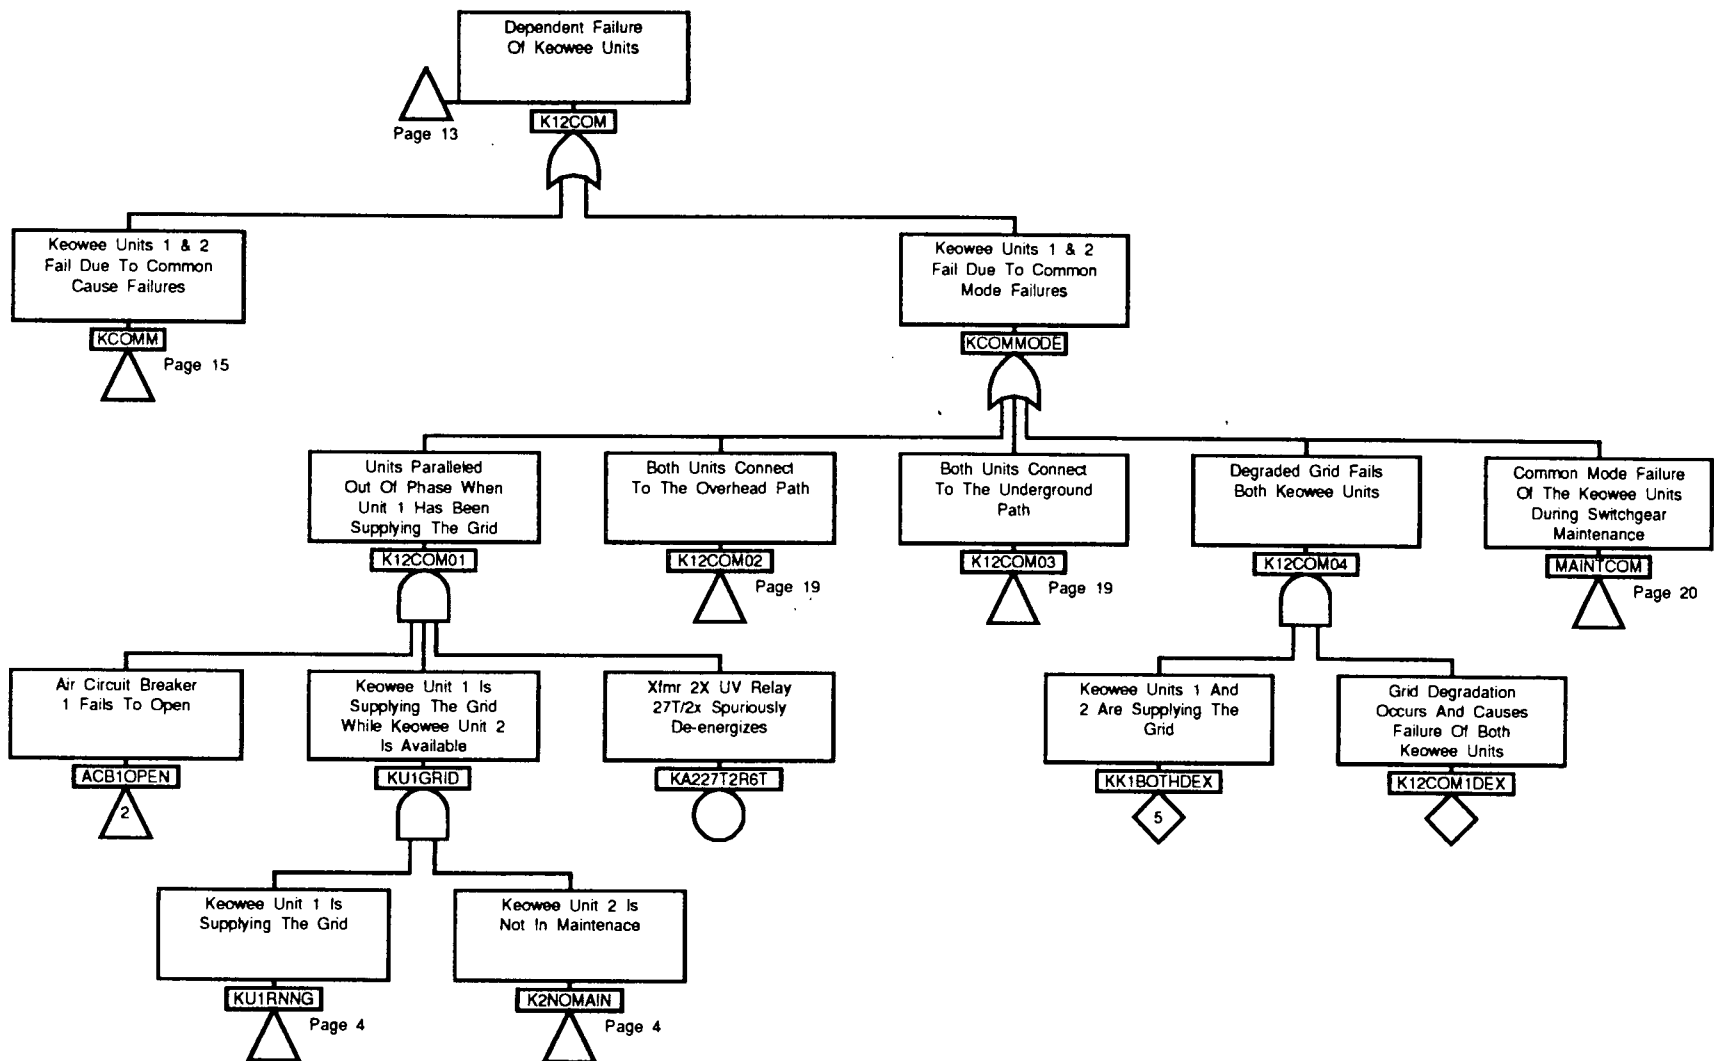 Dependent Failure
Of Keowee Units
Page 13
K12COM
Keowee Units 1 & 2
Fail Due To Common
Cause Failures
KCOMM
Page 15
Keowee Units 1 & 2
Fail Due To Common
Mode Failures
KCOMMODE
Units Paralleled
Out Of Phase When
Unit 1 Has Been
Supplying The Grid
K12COM01
Both Units Connect
To The Overhead Path
K12COM02
Page 19
Both Units Connect
To The Underground
Path
K12COM03
Page 19
Degraded Grid Fails
Both Keowee Units
K12COM04
Common Mode Failure
Of The Keowee Units
During Switchgear
Maintenance
MAINTCOM
Page 20
Air Circuit Breaker
1 Fails To Open
ACB1OPEN
2
Keowee Unit 1 Is
Supplying The Grid
While Keowee Unit 2
Is Available
KU1GRID
Xfmr 2X UV Relay
27T/2x Spuriously
De-energizes
KA227T2R6T
Keowee Units 1 And
2 Are Supplying The
Grid
KK1BOTHDEX
5
Grid Degradation
Occurs And Causes
Failure Of Both
Keowee Units
K12COM1DEX
Keowee Unit 1 Is
Supplying The Grid
KU1RNNG
Page 4
Keowee Unit 2 Is
Not In Maintenace
K2NOMAIN
Page 4